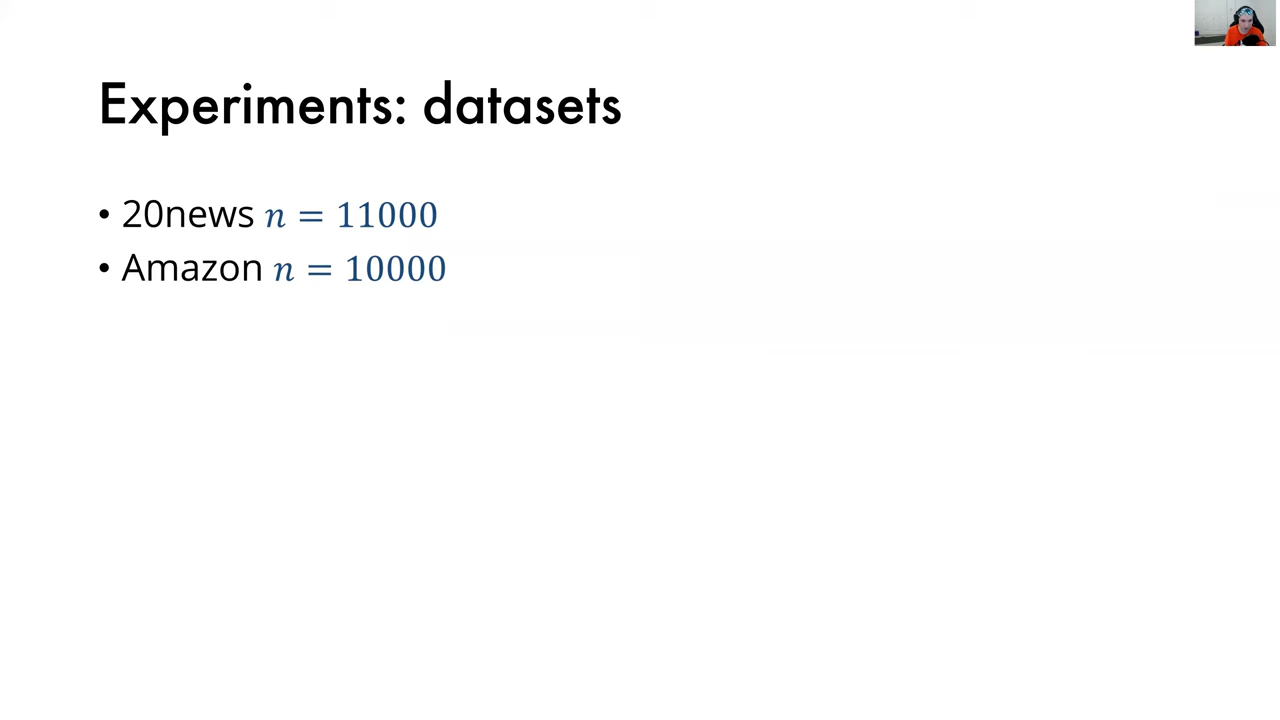 Experiments: datasets
• 20news n = 11000
• Amazon n = 10000